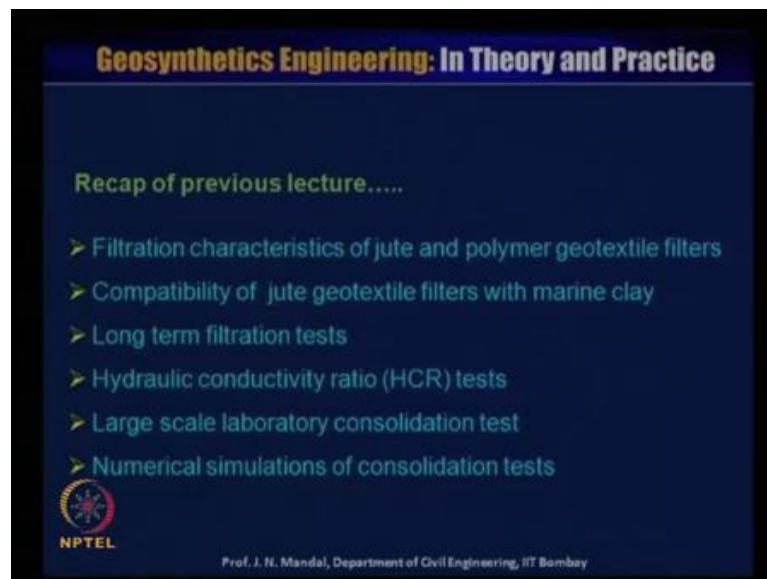 Geosynthetics Engineering: In Theory and Practice
Recap of previous lecture.....
➢ Filtration characteristics of jute and polymer geotextile filters
➢ Compatibility of jute geotextile filters with marine clay
➢ Long term filtration tests
➢ Hydraulic conductivity ratio (HCR) tests
➢ Large scale laboratory consolidation test
➢ Numerical simulations of consolidation tests
NPTEL
Prof. J. N. Mandal, Department of Civil Engineering, IIT Bombay